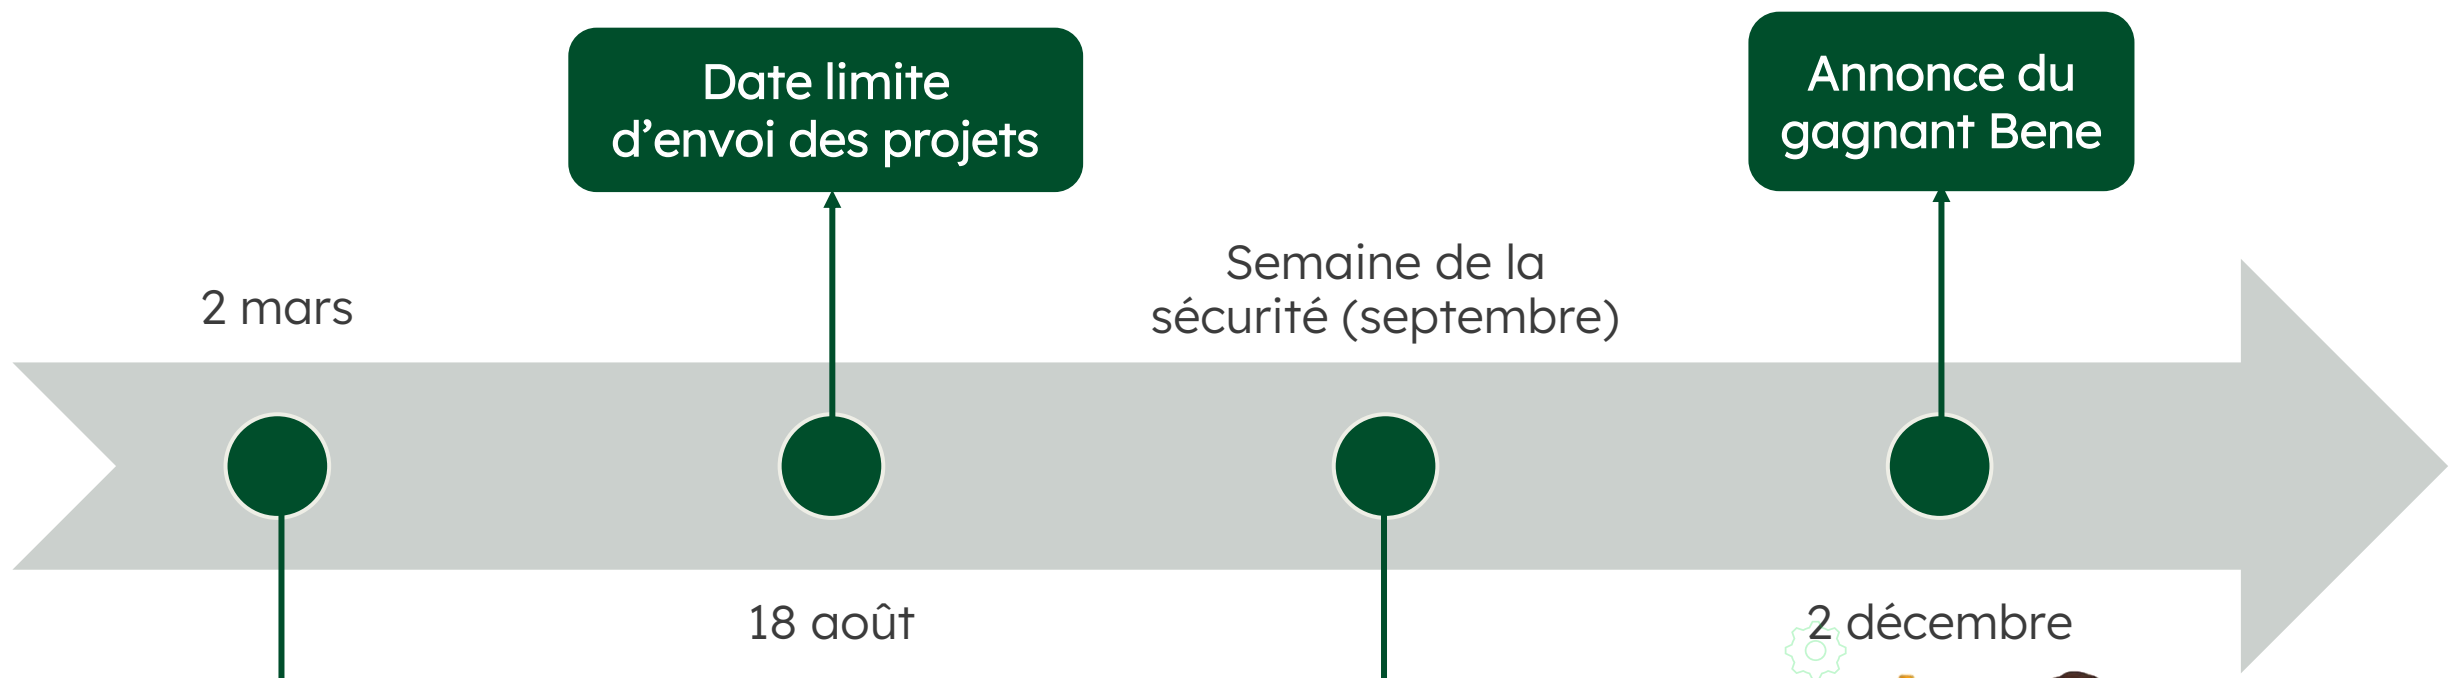 Date limite
d’envoi des projets
Annonce du
gagnant Bene
2 mars
Semaine de la
sécurité (septembre)
18 août
2 décembre